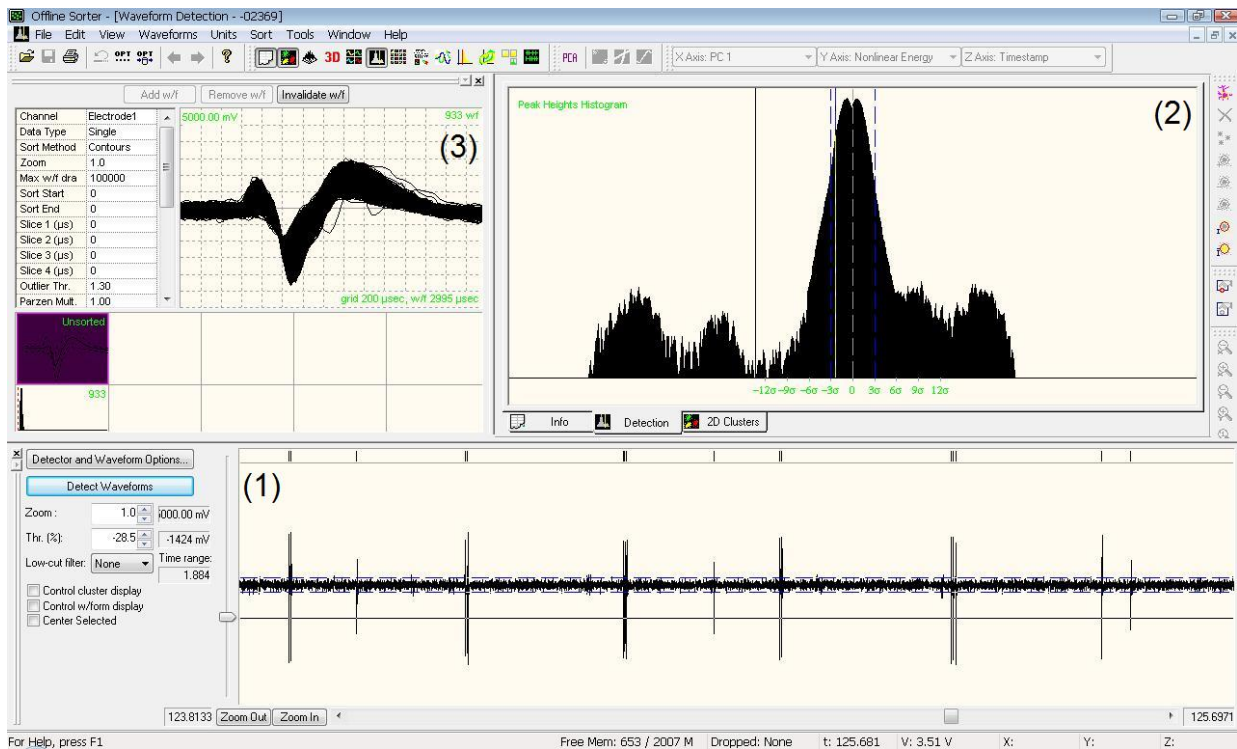 Offline Sorter - [Waveform Detection - -02369]
File Edit View Waveforms Units Sort Tools Window Help
OPT OPT 3D PCA X Axis: PC 1 Y Axis: Nonlinear Energy Z Axis: Timestamp
Add w/f Remove w/f Invalidate w/f
Channel Electrode1
Data Type Single
Sort Method Contours
Zoom 1.0
Max w/f dra 100000
Sort Start 0
Sort End 0
Slice 1 (µs) 0
Slice 2 (µs) 0
Slice 3 (µs) 0
Slice 4 (µs) 0
Outlier Thr. 1.30
Parzen Mult. 1.00
5000.00 mV 933 wf
(3)
grid 200 µsec, w/f 2995 µsec
Unsorted
933
Peak Heights Histogram
(2)
-12σ -9σ -6σ -3σ 0 3σ 6σ 9σ 12σ
Info Detection 2D Clusters
Detector and Waveform Options...
Detect Waveforms
Zoom : 1.0 5000.00 mV
Thr. (%): -28.5 -1424 mV
Low-cut filter: None Time range:
1.884
Control cluster display
Control w/form display
Center Selected
(1)
123.8133 Zoom Out Zoom In 125.6971
For Help, press F1 Free Mem: 653 / 2007 M Dropped: None t: 125.681 V: 3.51 V X: Y: Z: